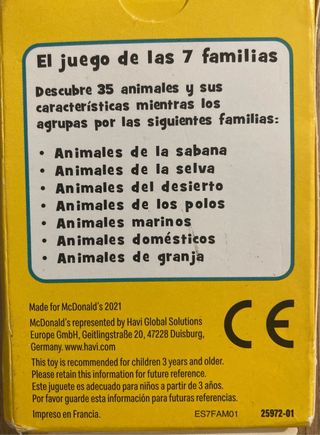 El juego de las 7 familias
Descubre 35 animales y sus
características mientras los
agrupas por las siguientes familias:
• Animales de la sabana
• Animales de la selva
• Animales del desierto
• Animales de los polos
• Animales marinos
• Animales domésticos
• Animales de granja
Made for McDonald's 2021
McDonald's represented by Havi Global Solutions
Europe GmbH, Geitlingstraße 20, 47228 Duisburg,
Germany. www.havi.com
CE
This toy is recommended for children 3 years and older.
Please retain this information for future reference.
Este juguete es adecuado para niños a partir de 3 años.
Por favor guarde esta información para futuras referencias.
Impreso en Francia. ES7FAM01 25972-01